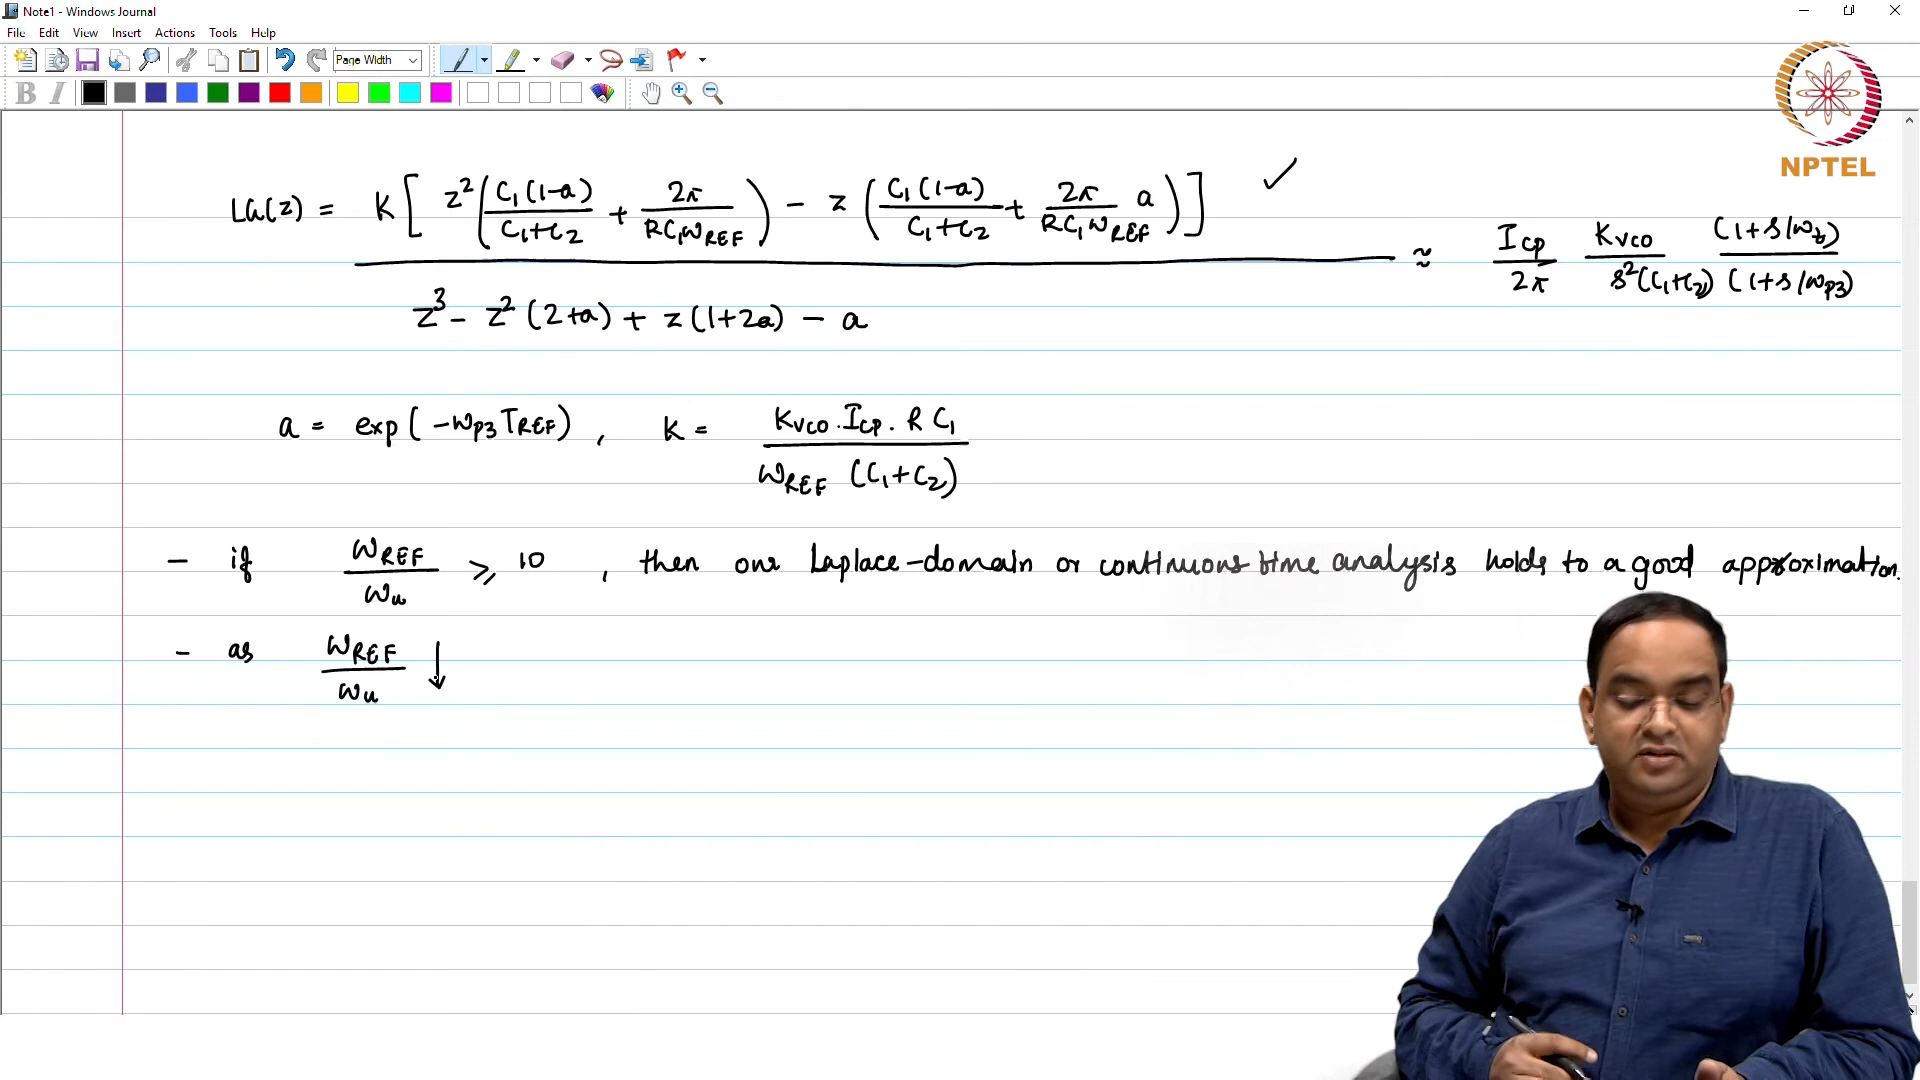 Note1 - Windows Journal
File Edit View Insert Actions Tools Help
Page Width
B I
NPTEL
LG(z) = K[ z²( C₁(1-a)/(C₁+C₂) + 2π/(RC₁ω_REF) ) - z( C₁(1-a)/(C₁+C₂) + 2π/(RC₁ω_REF) a ) ] ✓
z³ - z²(2+a) + z(1+2a) - a
≈ I_CP/2π K_VCO/(s²(C₁+C₂)) (1+s/ω_z)/(1+s/ω_p3)
a = exp(-ω_p3 T_REF) , K = K_VCO . I_CP . R C₁ / (ω_REF (C₁+C₂))
- if ω_REF/ω_u ≥ 10 , then our Laplace-domain or continuous time analysis holds to a good approximation.
- as ω_REF/ω_u ↓